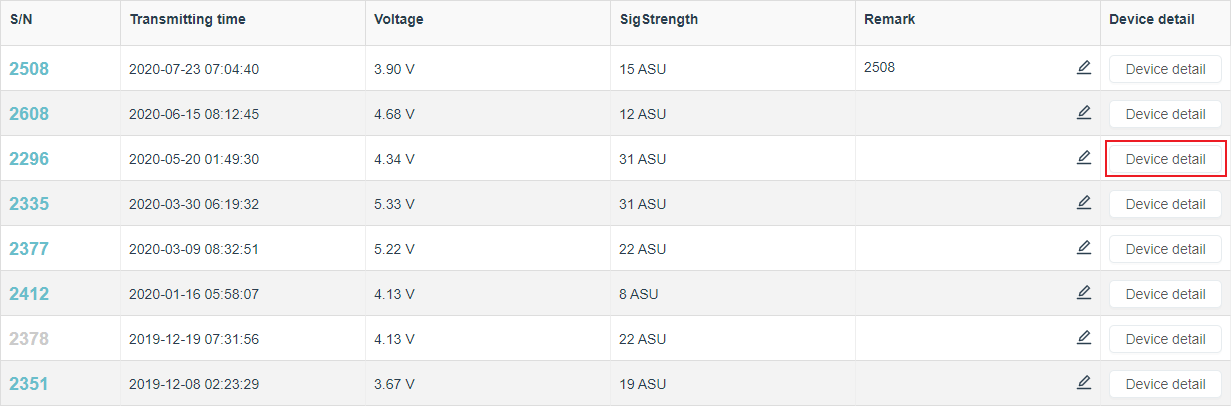 S/N Transmitting time Voltage SigStrength Remark Device detail
2508 2020-07-23 07:04:40 3.90 V 15 ASU 2508 Device detail
2608 2020-06-15 08:12:45 4.68 V 12 ASU Device detail
2296 2020-05-20 01:49:30 4.34 V 31 ASU Device detail
2335 2020-03-30 06:19:32 5.33 V 31 ASU Device detail
2377 2020-03-09 08:32:51 5.22 V 22 ASU Device detail
2412 2020-01-16 05:58:07 4.13 V 8 ASU Device detail
2378 2019-12-19 07:31:56 4.13 V 22 ASU Device detail
2351 2019-12-08 02:23:29 3.67 V 19 ASU Device detail